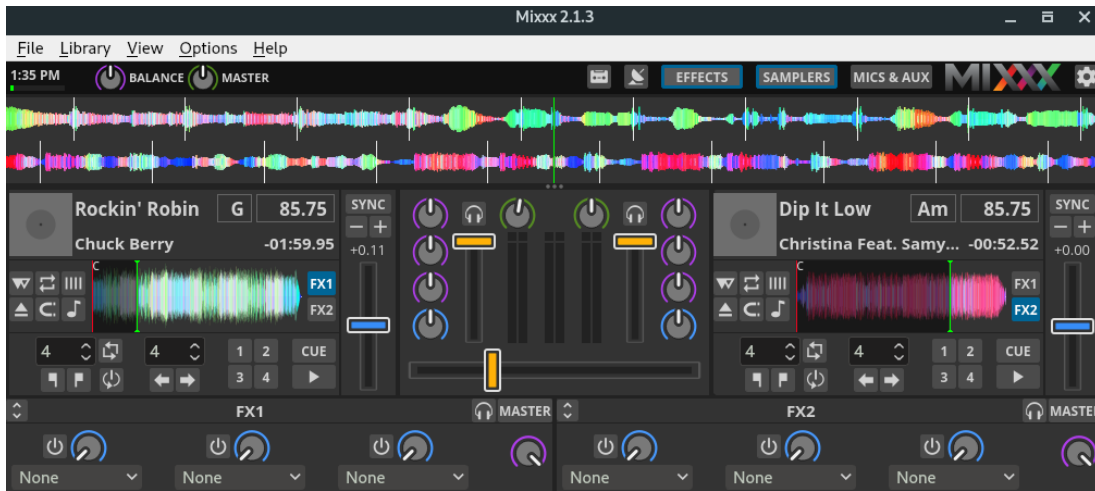 Mixxx 2.1.3
File Library View Options Help
1:35 PM BALANCE MASTER EFFECTS SAMPLERS MICS & AUX MIXXX
Rockin' Robin G 85.75 SYNC
Chuck Berry -01:59.95 +0.11
C
FX1
FX2
4 4 1 2 CUE
3 4
Dip It Low Am 85.75 SYNC
Christina Feat. Samy... -00:52.52 +0.00
C
FX1
FX2
4 4 1 2 CUE
3 4
FX1 MASTER FX2 MASTE
None None None None None None